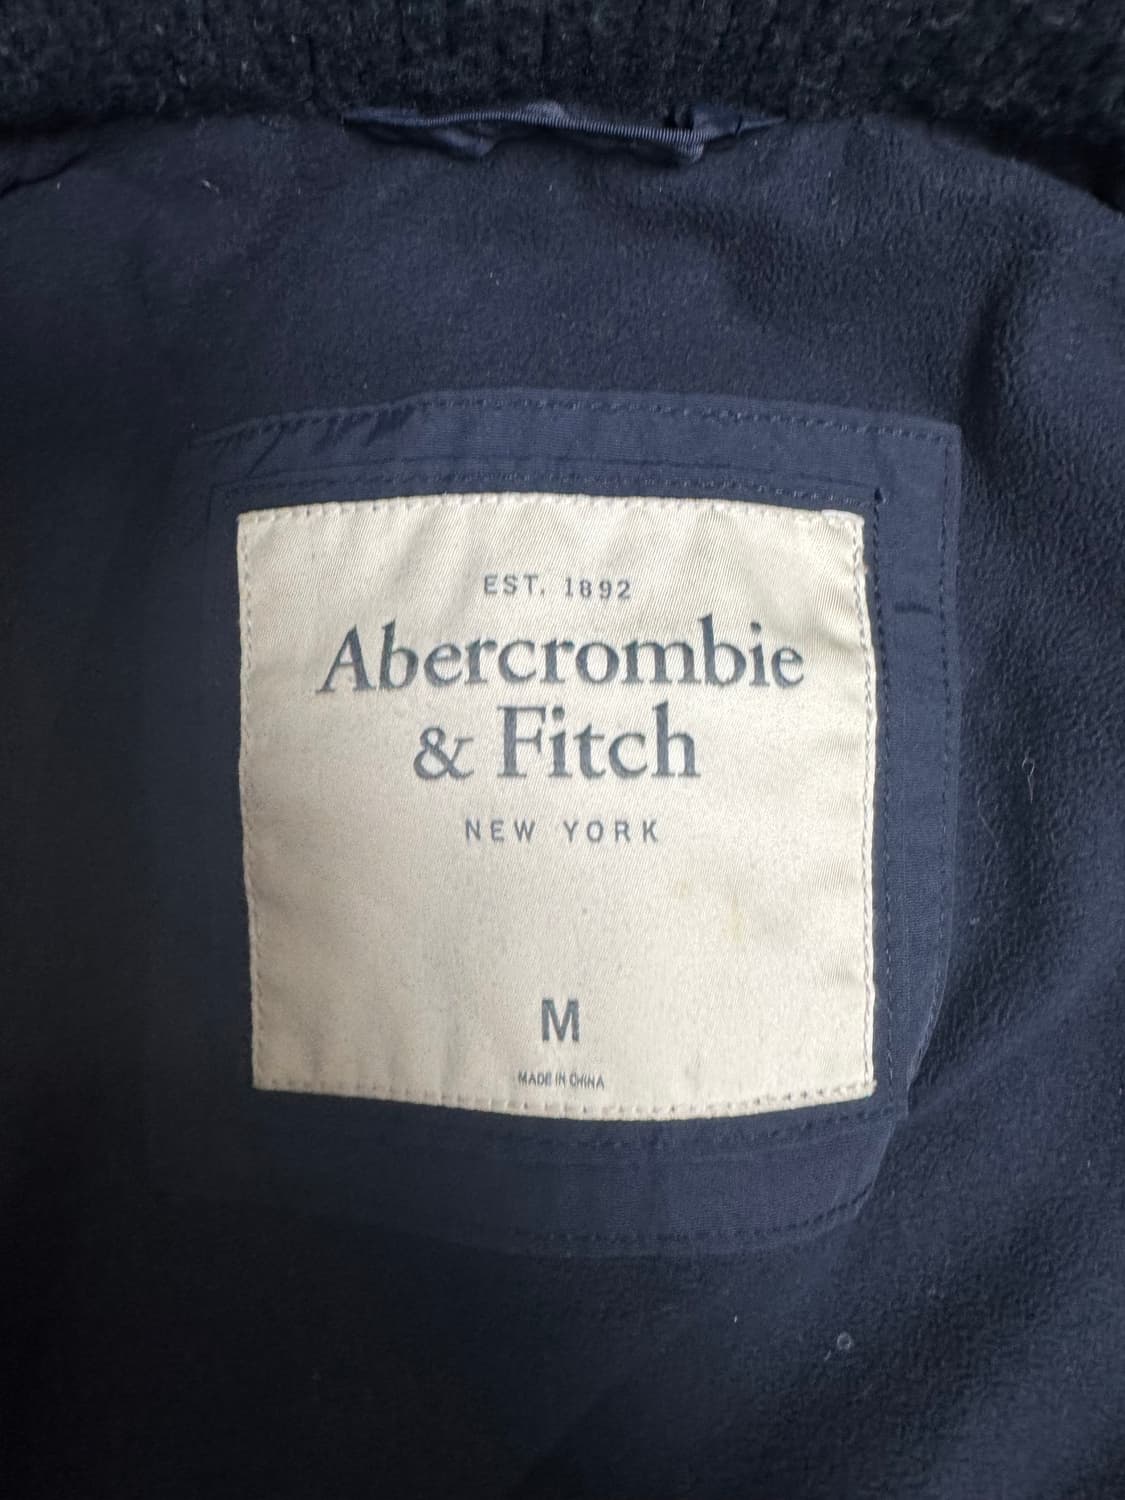 EST. 1892
Abercrombie
& Fitch
NEW YORK
M
MADE IN CHINA